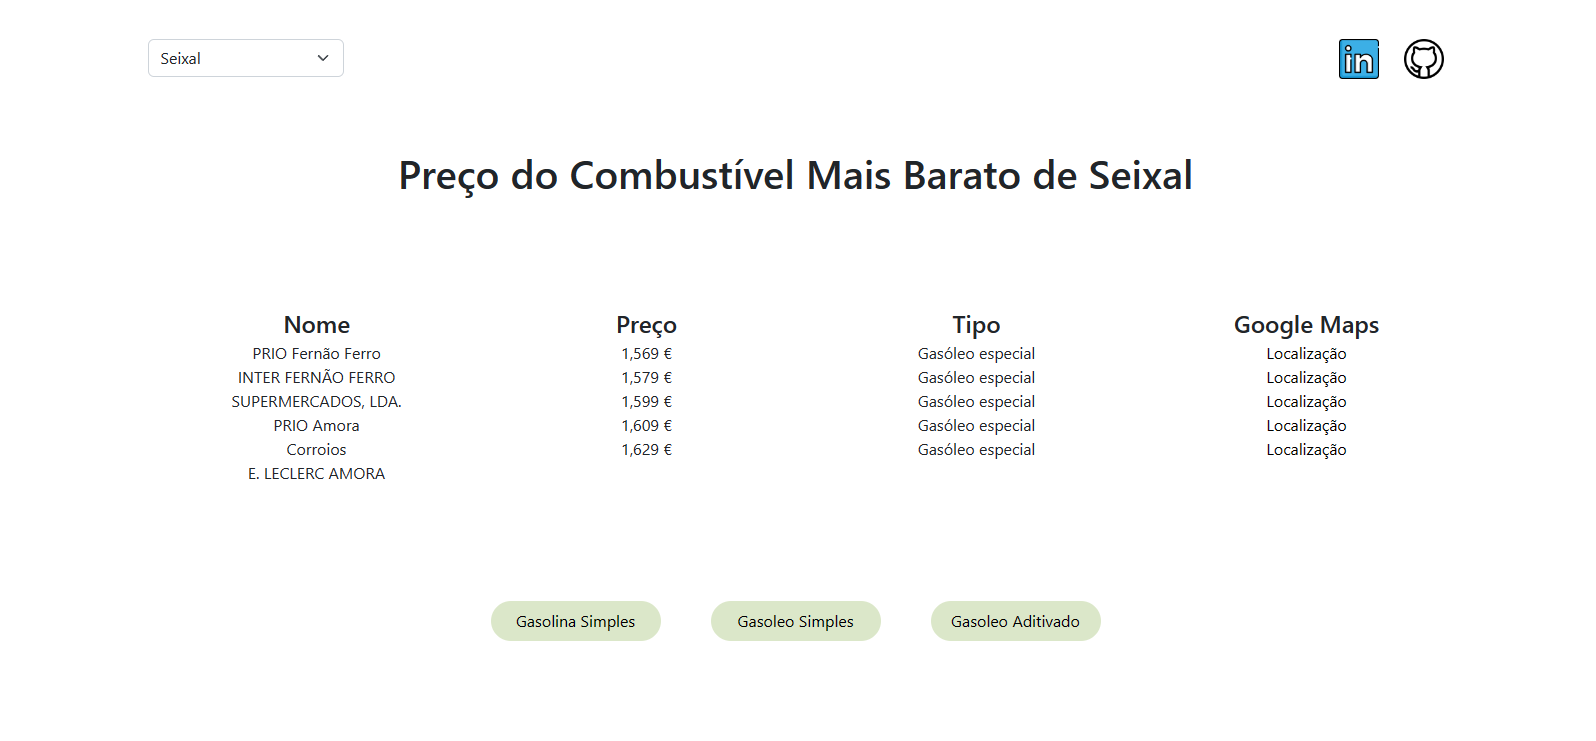 Seixal
in
Preço do Combustível Mais Barato de Seixal
Nome Preço Tipo Google Maps
PRIO Fernão Ferro 1,569 € Gasóleo especial Localização
INTER FERNÃO FERRO 1,579 € Gasóleo especial Localização
SUPERMERCADOS, LDA. 1,599 € Gasóleo especial Localização
PRIO Amora 1,609 € Gasóleo especial Localização
Corroios 1,629 € Gasóleo especial Localização
E. LECLERC AMORA
Gasolina Simples Gasoleo Simples Gasoleo Aditivado